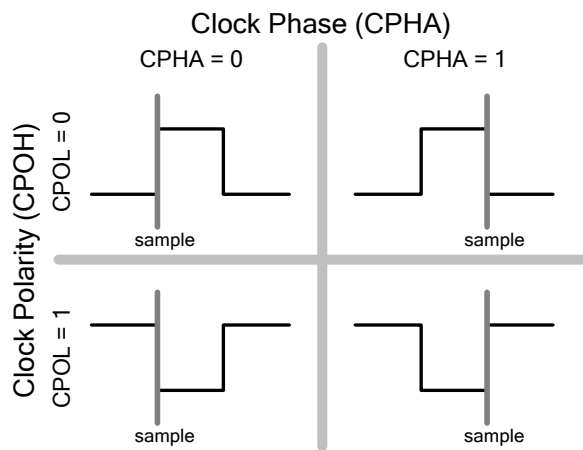 Clock Phase (CPHA)
CPHA = 0
CPHA = 1
Clock Polarity (CPOH)
CPOL = 0
sample
sample
CPOL = 1
sample
sample